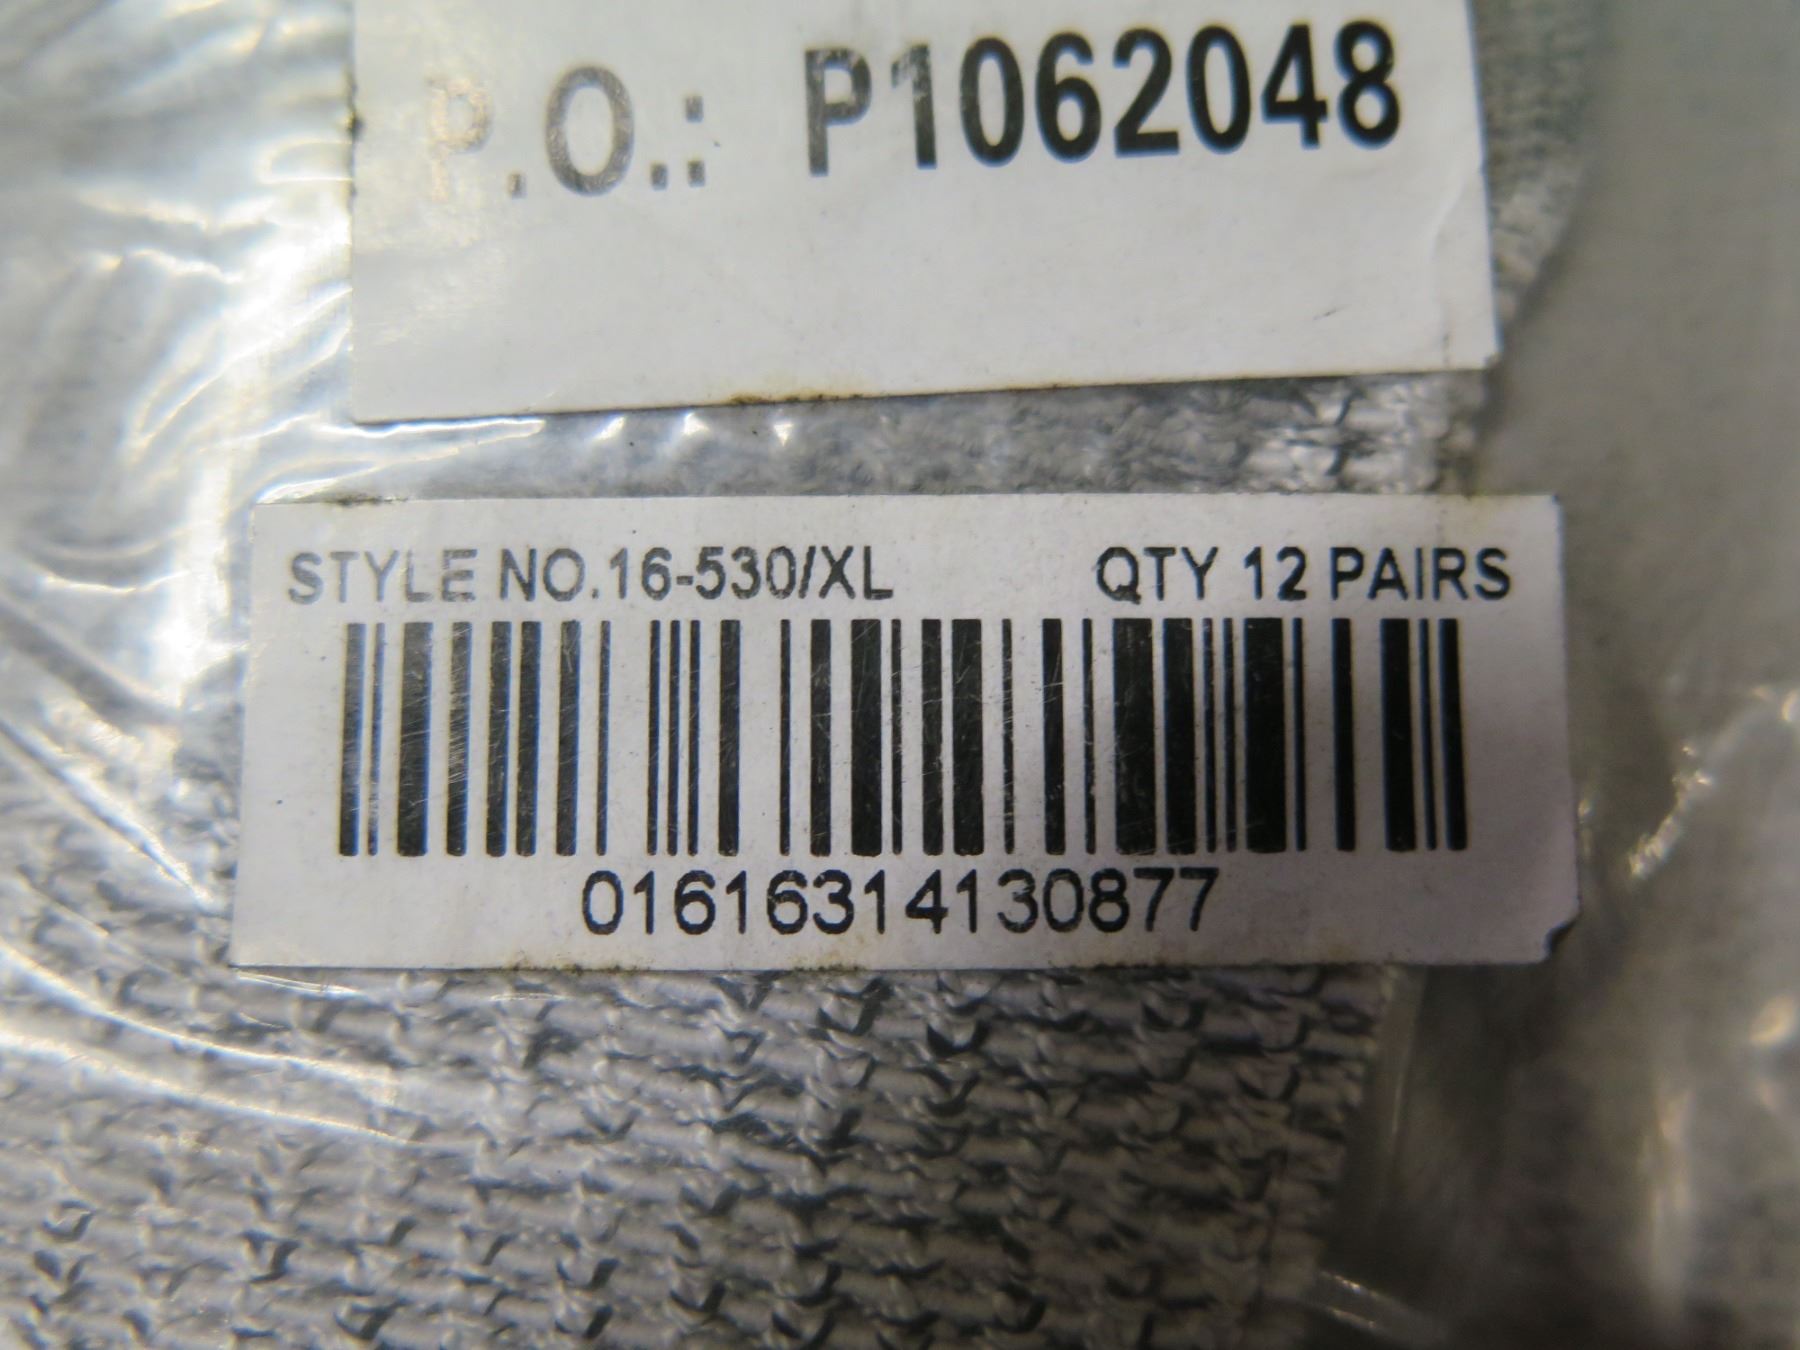 P.O.: P1062048
STYLE NO.16-530/XL QTY 12 PAIRS
01616314130877